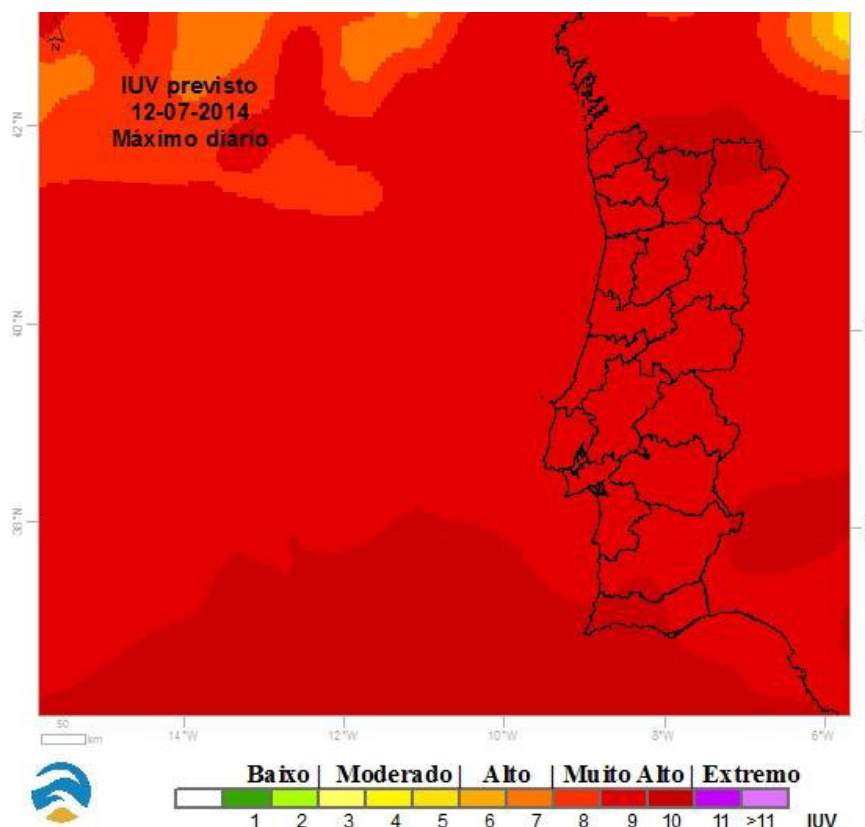 N
IUV previsto
12-07-2014
Máximo diário
42°N
40°N
38°N
50
km
14°W 12°W 10°W 8°W 6°W
Baixo | Moderado | Alto | Muito Alto | Extremo
1 2 3 4 5 6 7 8 9 10 11 >11 IUV